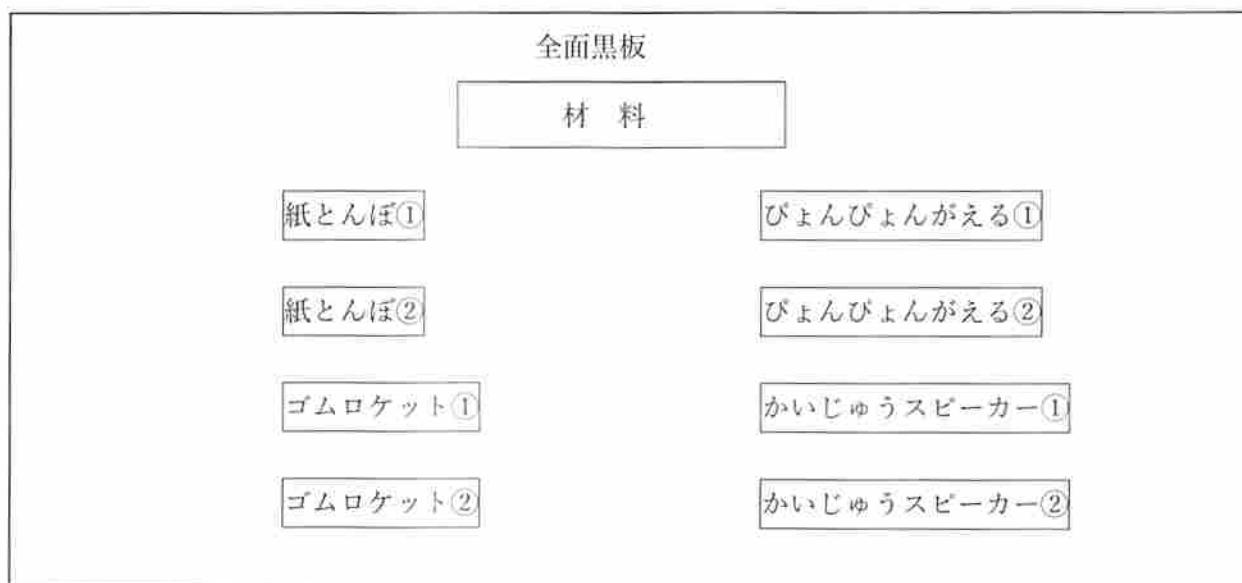 全面黒板
材 料
紙とんぼ①
ぴょんぴょんがえる①
紙とんぼ②
ぴょんぴょんがえる②
ゴムロケット①
かいじゅうスピーカー①
ゴムロケット②
かいじゅうスピーカー②